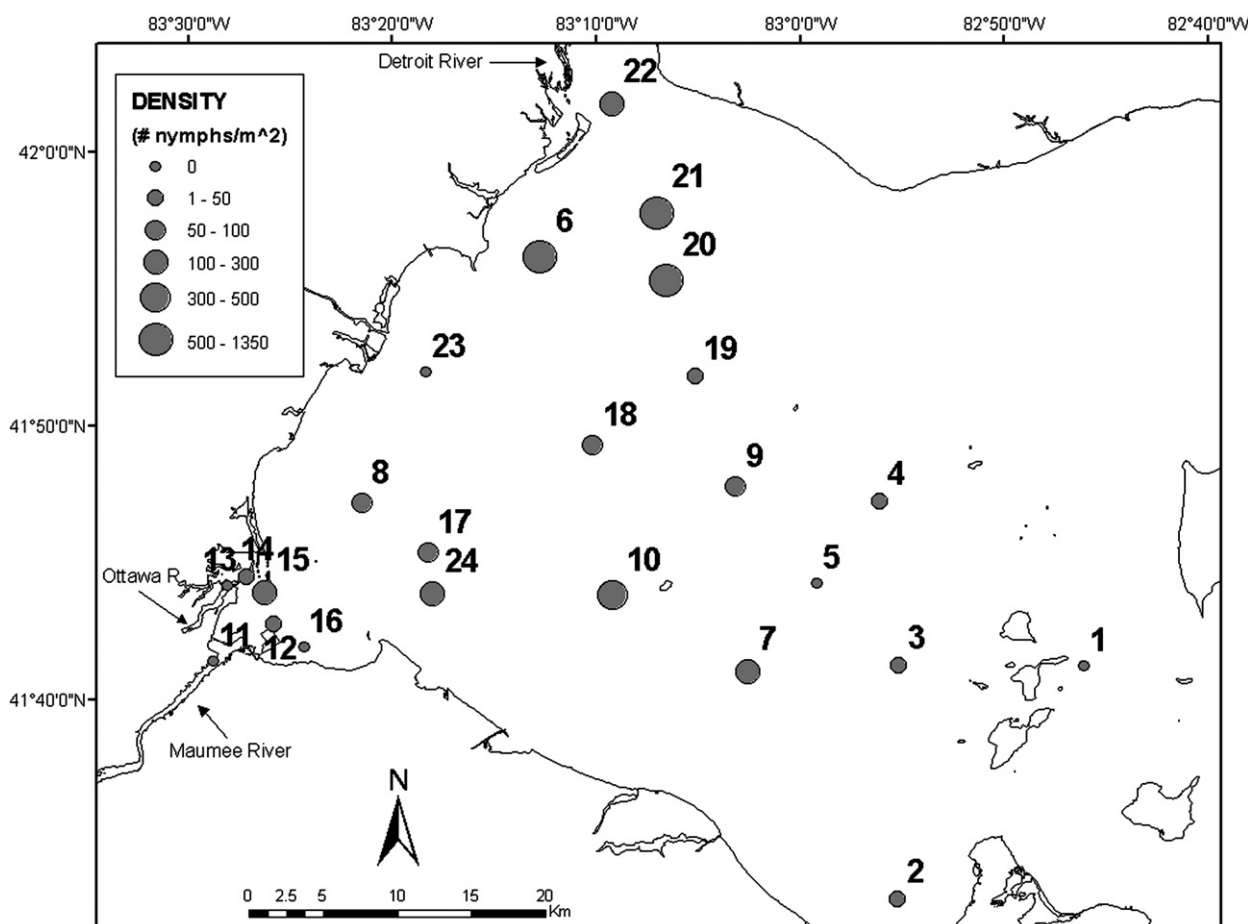 83°30'0"W 83°20'0"W 83°10'0"W 83°0'0"W 82°50'0"W 82°40'0"W
Detroit River
22
DENSITY
(# nymphs/m^2)
0
1 - 50
50 - 100
100 - 300
300 - 500
500 - 1350
42°0'0"N
21
6
20
23
19
41°50'0"N
18
8
9
4
17
13 14 15
24
10
5
Ottawa R.
11
12
16
7
3
1
41°40'0"N
Maumee River
N
2
0 2.5 5 10 15 20
Km